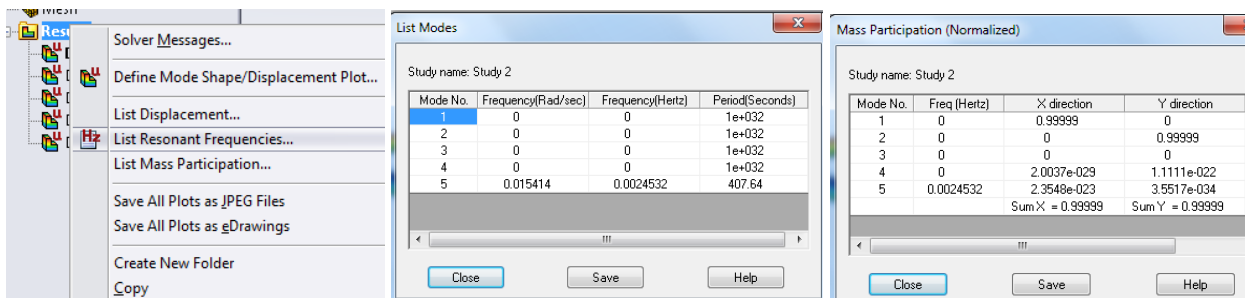 Mesh
Resu
Solver Messages...
Define Mode Shape/Displacement Plot...
List Displacement...
List Resonant Frequencies...
List Mass Participation...
Save All Plots as JPEG Files
Save All Plots as eDrawings
Create New Folder
Copy
List Modes
Study name: Study 2
Mode No. Frequency(Rad/sec) Frequency(Hertz) Period(Seconds)
1 0 0 1e+032
2 0 0 1e+032
3 0 0 1e+032
4 0 0 1e+032
5 0.015414 0.0024532 407.64
Close Save Help
Mass Participation (Normalized)
Study name: Study 2
Mode No. Freq (Hertz) X direction Y direction
1 0 0.99999 0
2 0 0 0.99999
3 0 0 0
4 0 2.0037e-029 1.1111e-022
5 0.0024532 2.3548e-023 3.5517e-034
Sum X = 0.99999 Sum Y = 0.99999
Close Save Help